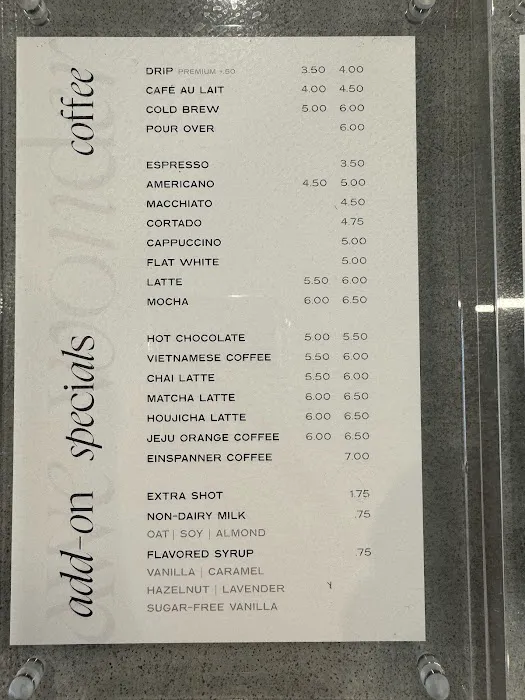 coffee
DRIP PREMIUM +.50 3.50 4.00
CAFÉ AU LAIT 4.00 4.50
COLD BREW 5.00 6.00
POUR OVER 6.00
ESPRESSO 3.50
AMERICANO 4.50 5.00
MACCHIATO 4.50
CORTADO 4.75
CAPPUCCINO 5.00
FLAT WHITE 5.00
LATTE 5.50 6.00
MOCHA 6.00 6.50
specials
HOT CHOCOLATE 5.00 5.50
VIETNAMESE COFFEE 5.50 6.00
CHAI LATTE 5.50 6.00
MATCHA LATTE 6.00 6.50
HOUJICHA LATTE 6.00 6.50
JEJU ORANGE COFFEE 6.00 6.50
EINSPANNER COFFEE 7.00
add-on
EXTRA SHOT 1.75
NON-DAIRY MILK .75
OAT | SOY | ALMOND
FLAVORED SYRUP .75
VANILLA | CARAMEL
HAZELNUT | LAVENDER
SUGAR-FREE VANILLA